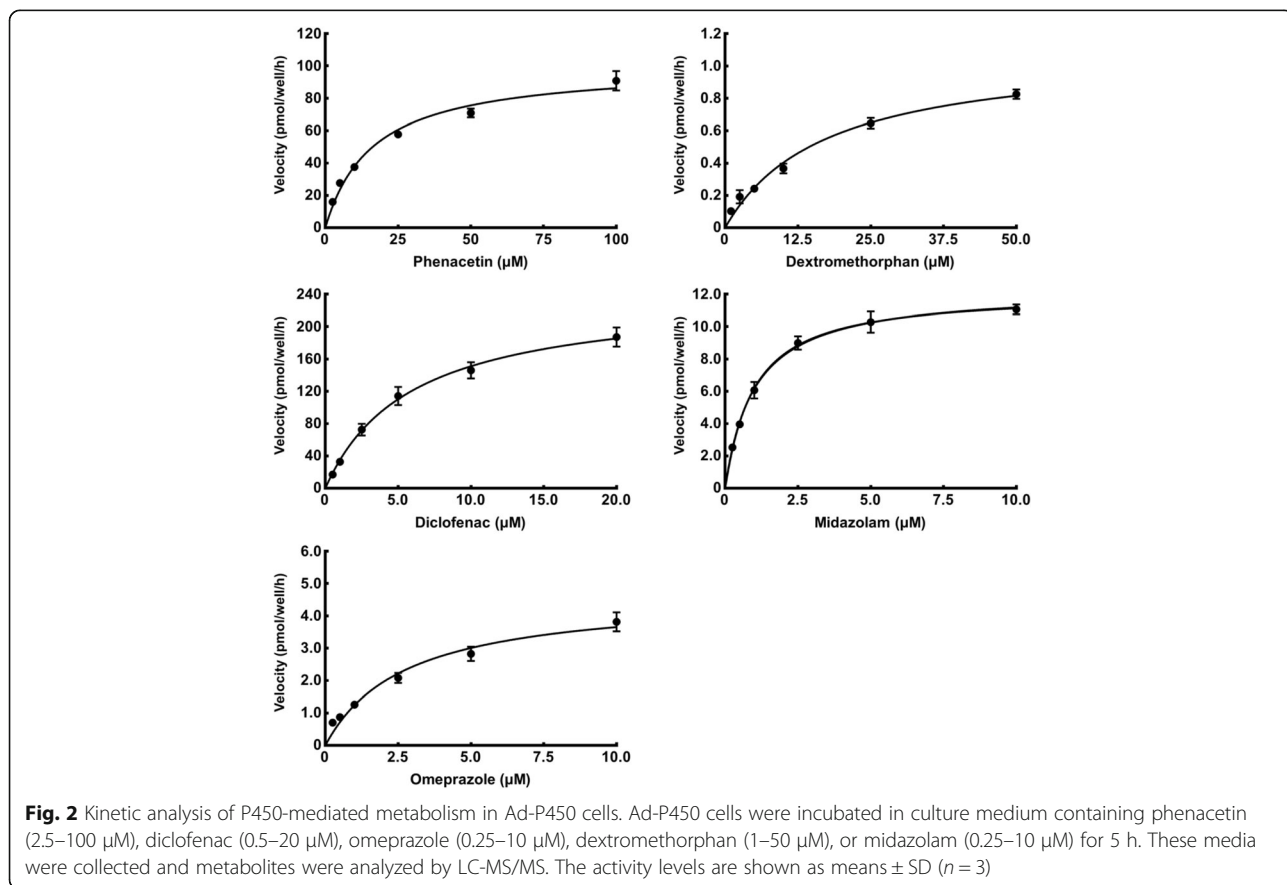 120
100
80
60
40
20
0
Velocity (pmol/well/h)
0 25 50 75 100
Phenacetin (µM)
1.2
1.0
0.8
0.6
0.4
0.2
0
Velocity (pmol/well/h)
0 12.5 25.0 37.5 50.0
Dextromethorphan (µM)
240
200
160
120
80
40
0
Velocity (pmol/well/h)
0 5.0 10.0 15.0 20.0
Diclofenac (µM)
12.0
10.0
8.0
6.0
4.0
2.0
0
Velocity (pmol/well/h)
0 2.5 5.0 7.5 10.0
Midazolam (µM)
6.0
5.0
4.0
3.0
2.0
1.0
0
Velocity (pmol/well/h)
0 2.5 5.0 7.5 10.0
Omeprazole (µM)
Fig. 2 Kinetic analysis of P450-mediated metabolism in Ad-P450 cells. Ad-P450 cells were incubated in culture medium containing phenacetin
(2.5–100 µM), diclofenac (0.5–20 µM), omeprazole (0.25–10 µM), dextromethorphan (1–50 µM), or midazolam (0.25–10 µM) for 5 h. These media
were collected and metabolites were analyzed by LC-MS/MS. The activity levels are shown as means ± SD (n = 3)